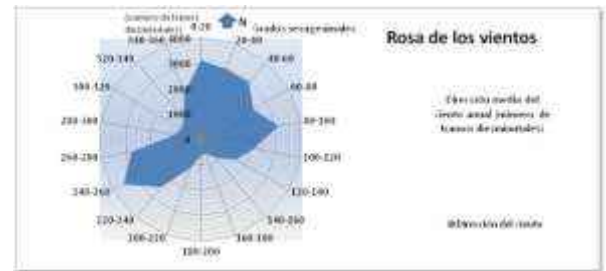 (número de tramos
diezminutales)
0-20
N
Grados sexagesimales
Rosa de los vientos
340-360
4000
20-40
320-340
3000
40-60
300-320
2000
60-80
1000
Dirección media del
280-300
80-100
viento anual (número de
tramos diezminutales)
260-280
100-120
240-260
120-140
220-240
140-160
Dirección del viento
200-220
160-180
180-200